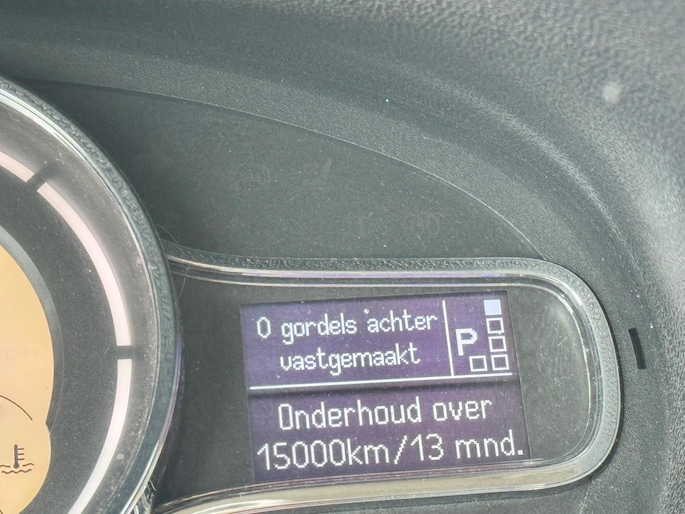 0 gordels achter
vastgemaakt
P
Onderhoud over
15000km/13 mnd.